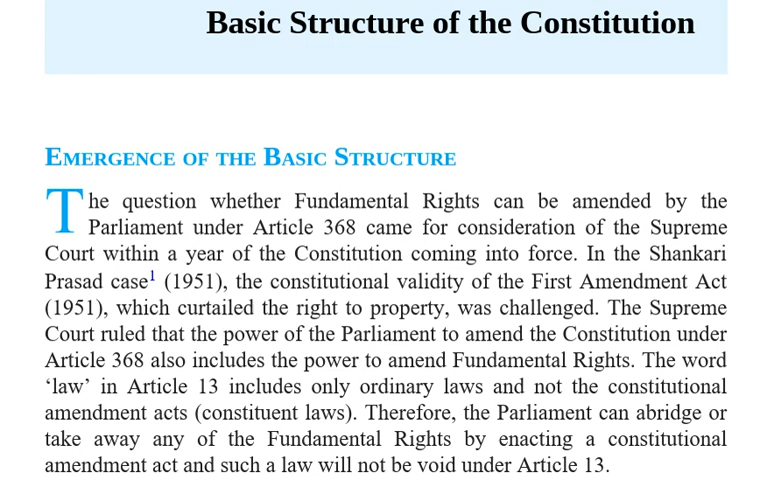 Basic Structure of the Constitution
EMERGENCE OF THE BASIC STRUCTURE
The question whether Fundamental Rights can be amended by the
Parliament under Article 368 came for consideration of the Supreme
Court within a year of the Constitution coming into force. In the Shankari
Prasad case1 (1951), the constitutional validity of the First Amendment Act
(1951), which curtailed the right to property, was challenged. The Supreme
Court ruled that the power of the Parliament to amend the Constitution under
Article 368 also includes the power to amend Fundamental Rights. The word
‘law’ in Article 13 includes only ordinary laws and not the constitutional
amendment acts (constituent laws). Therefore, the Parliament can abridge or
take away any of the Fundamental Rights by enacting a constitutional
amendment act and such a law will not be void under Article 13.